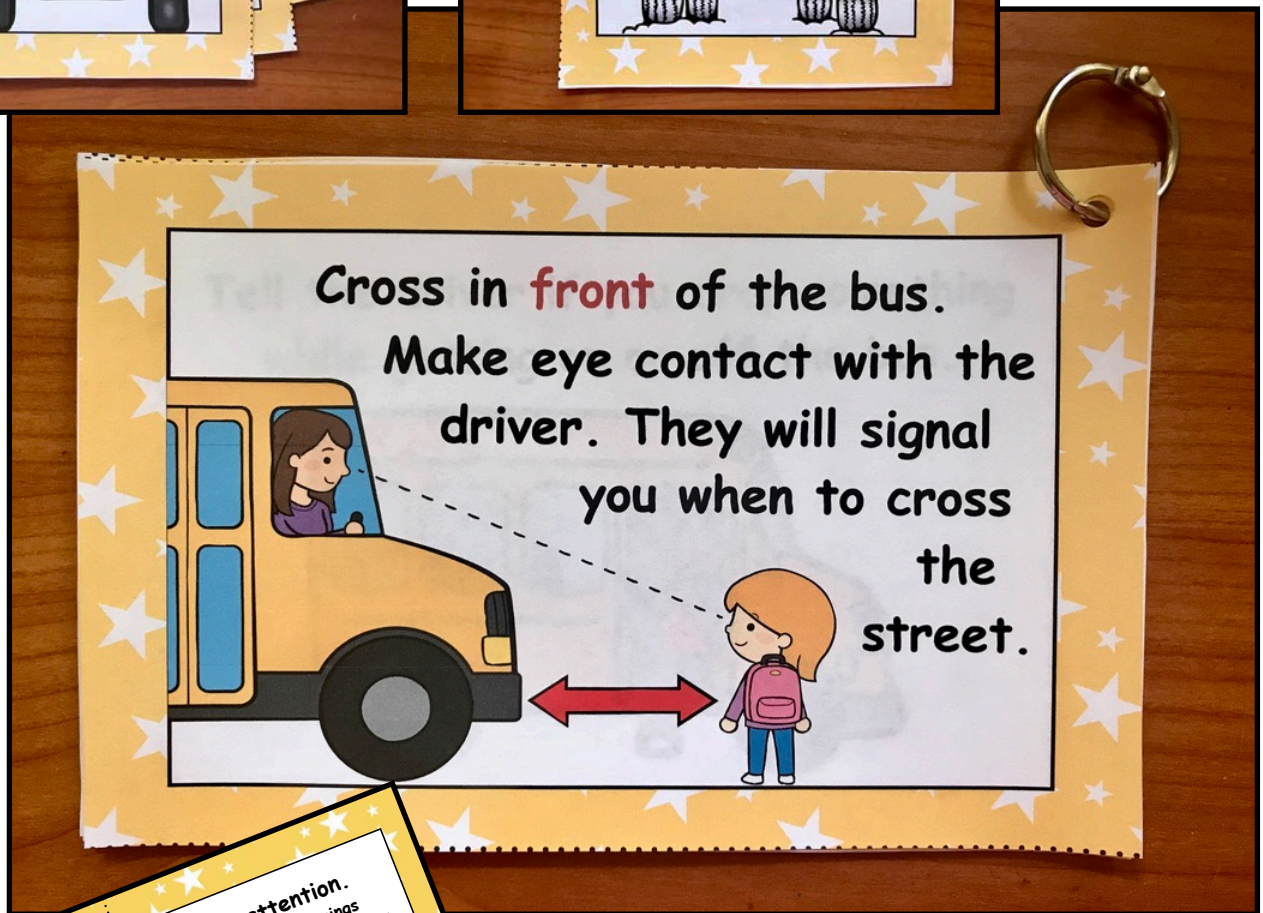 Cross in front of the bus.
Make eye contact with the
driver. They will signal
you when to cross
the
street.